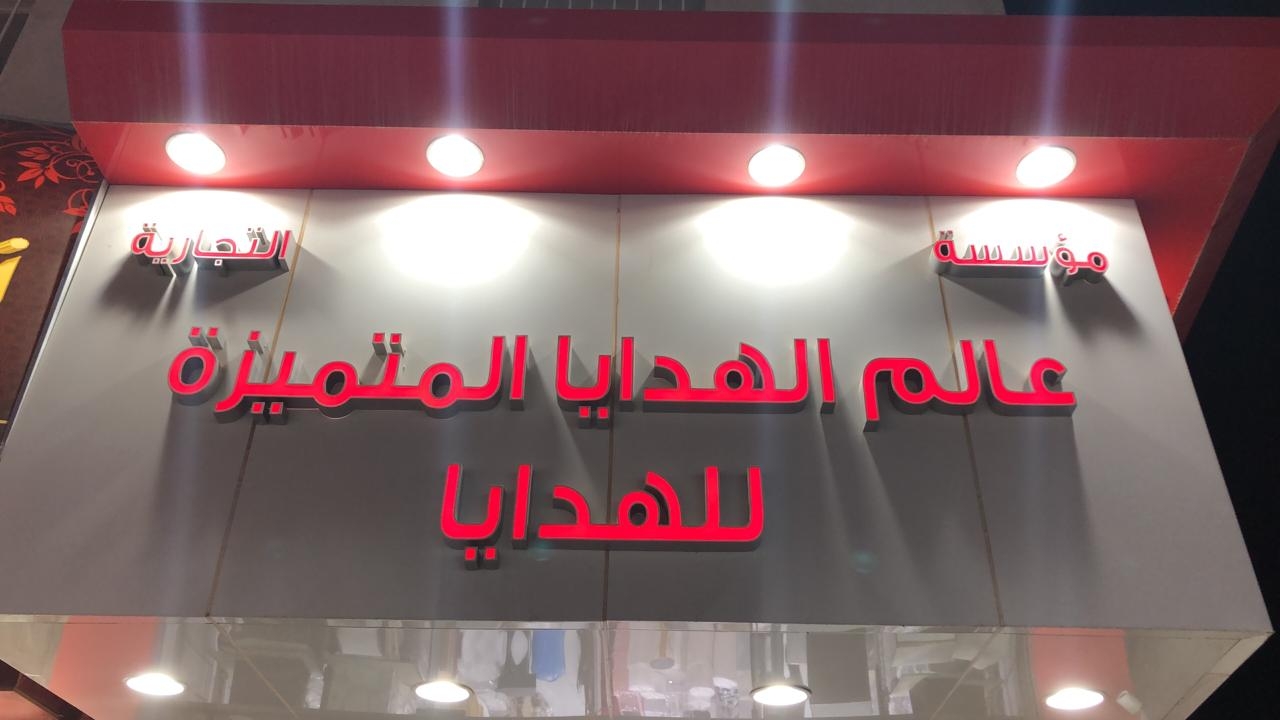 مؤسسة التجارية
عالم الهدايا المتميزة
للهدايا